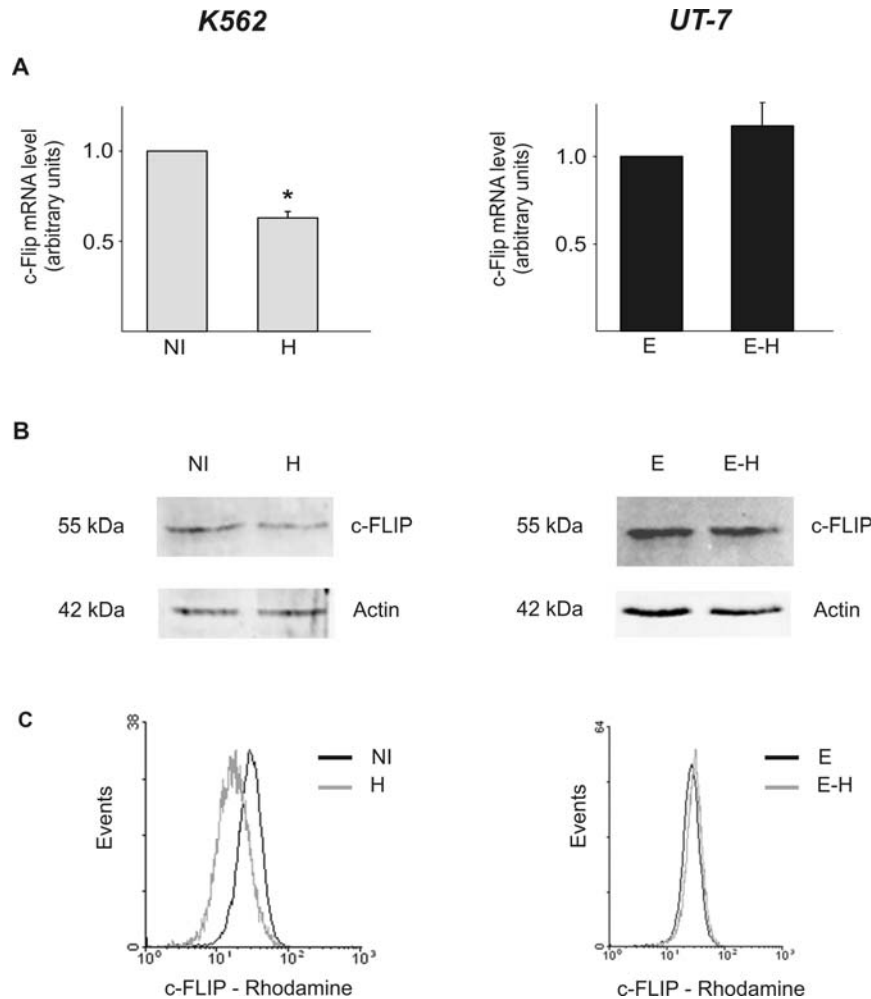 K562
UT-7
A
c-Flip mRNA level
(arbitrary units)
1.0
0.5
*
NI
H
c-Flip mRNA level
(arbitrary units)
1.0
0.5
E
E-H
B
NI
H
55 kDa
c-FLIP
42 kDa
Actin
E
E-H
55 kDa
c-FLIP
42 kDa
Actin
C
Events
38
0
NI
H
10⁰
10¹
10²
10³
c-FLIP - Rhodamine
Events
64
0
E
E-H
10⁰
10¹
10²
10³
c-FLIP - Rhodamine